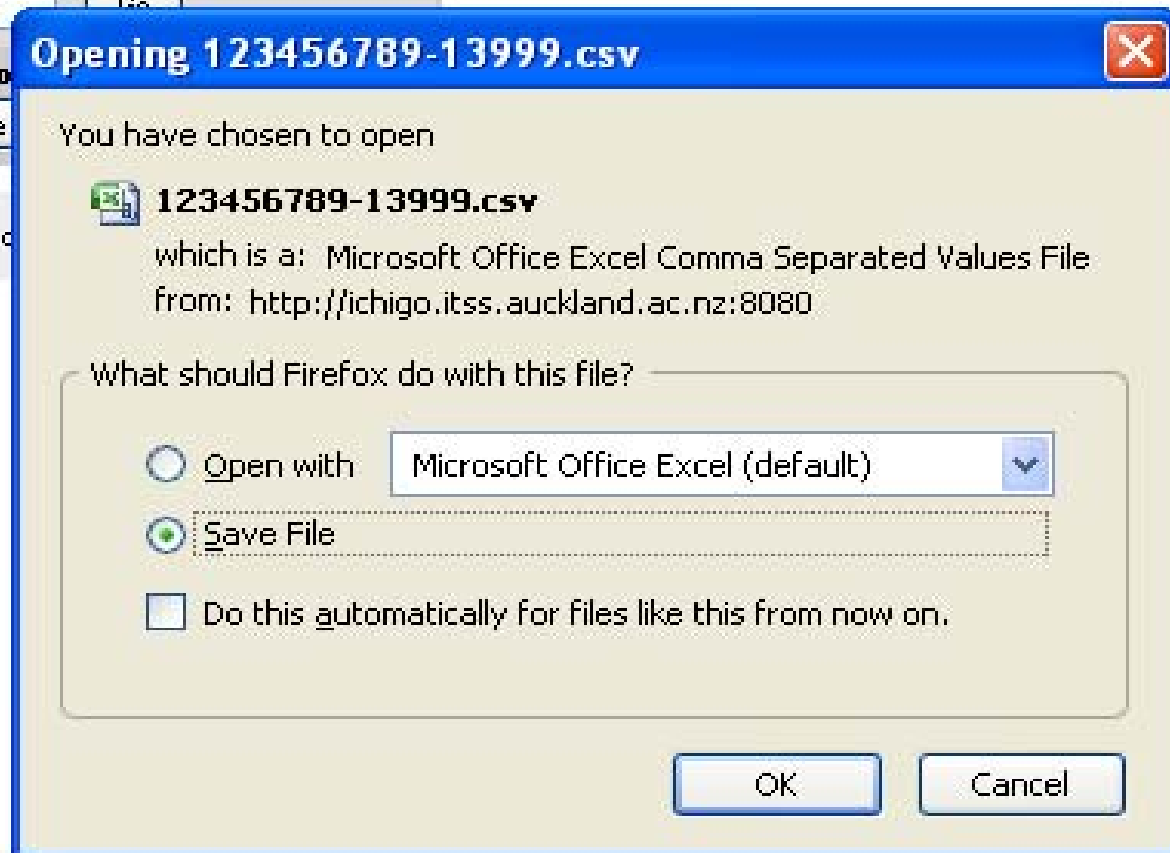 Opening 123456789-13999.csv
You have chosen to open
123456789-13999.csv
which is a: Microsoft Office Excel Comma Separated Values File
from: http://ichigo.itss.auckland.ac.nz:8080
What should Firefox do with this file?
Open with Microsoft Office Excel (default)
Save File
Do this automatically for files like this from now on.
OK Cancel